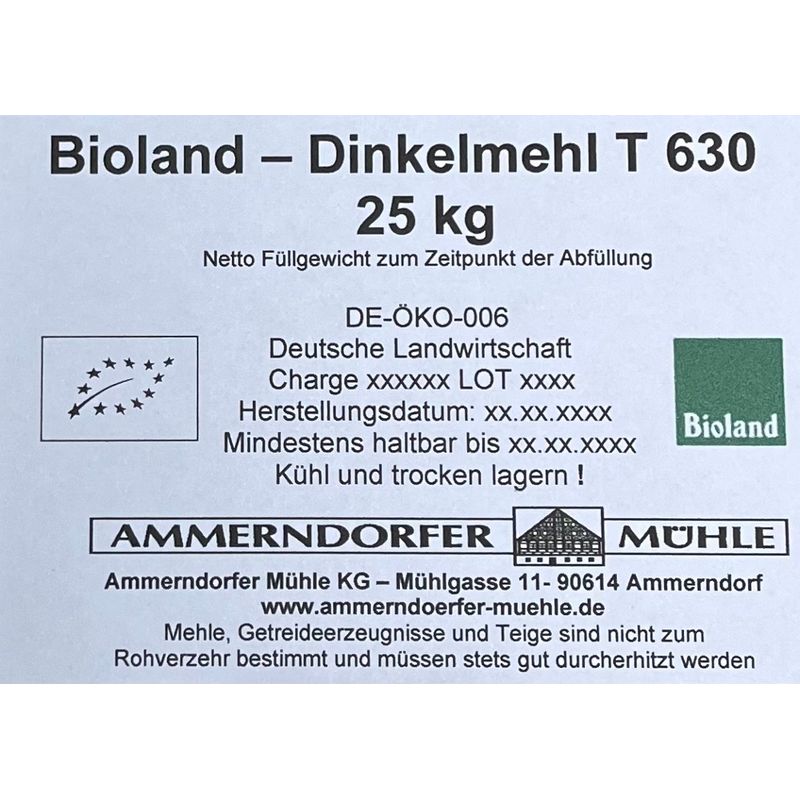 Bioland – Dinkelmehl T 630
25 kg
Netto Füllgewicht zum Zeitpunkt der Abfüllung
DE-ÖKO-006
Deutsche Landwirtschaft
Charge xxxxxx LOT xxxx
Herstellungsdatum: xx.xx.xxxx
Mindestens haltbar bis xx.xx.xxxx
Kühl und trocken lagern !
Bioland
AMMERNDORFER MÜHLE
Ammerndorfer Mühle KG – Mühlgasse 11- 90614 Ammerndorf
www.ammerndoerfer-muehle.de
Mehle, Getreideerzeugnisse und Teige sind nicht zum
Rohverzehr bestimmt und müssen stets gut durcherhitzt werden